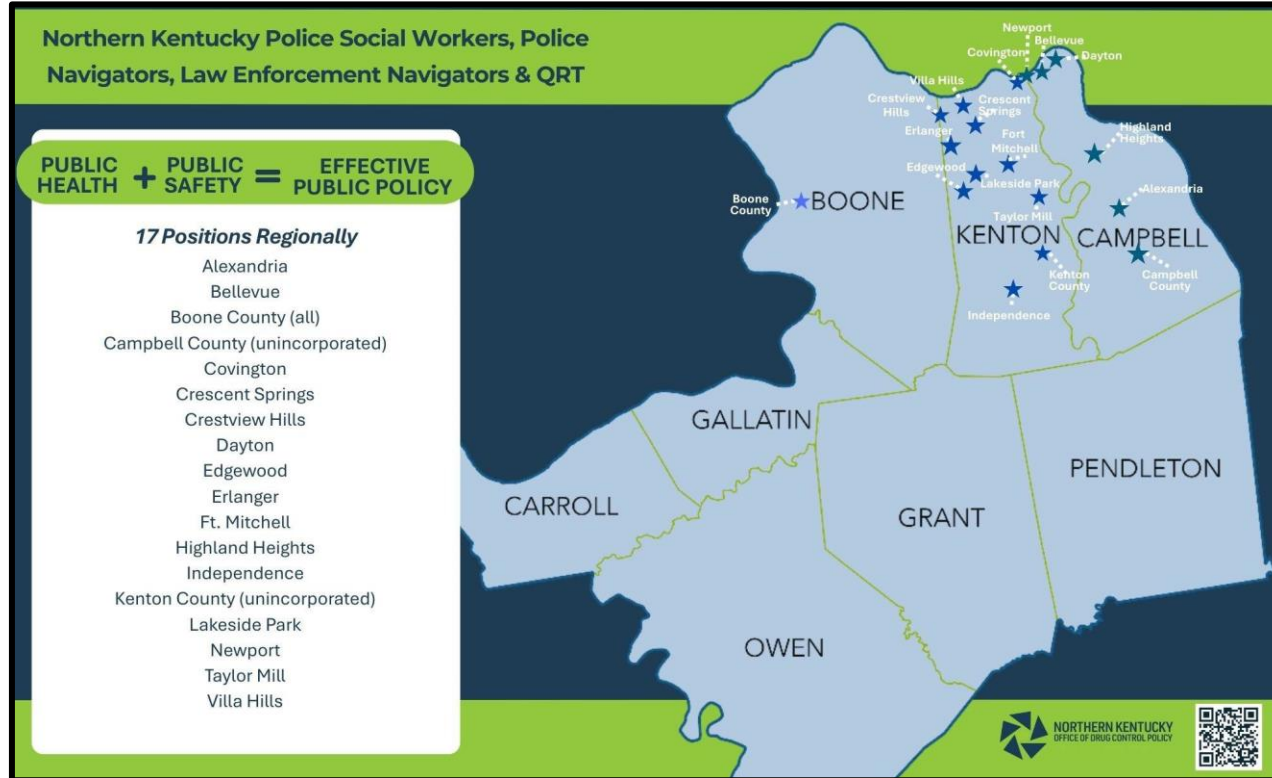 Northern Kentucky Police Social Workers, Police
Navigators, Law Enforcement Navigators & QRT
PUBLIC
HEALTH
+
PUBLIC
SAFETY
=
EFFECTIVE
PUBLIC POLICY
17 Positions Regionally
Alexandria
Bellevue
Boone County (all)
Campbell County (unincorporated)
Covington
Crescent Springs
Crestview Hills
Dayton
Edgewood
Erlanger
Ft. Mitchell
Highland Heights
Independence
Kenton County (unincorporated)
Lakeside Park
Newport
Taylor Mill
Villa Hills
Newport
Bellevue
Covington
Dayton
Villa Hills
Crestview
Hills
Crescent
Springs
Erlanger
Fort
Mitchell
Highland
Heights
Edgewood
Lakeside Park
Alexandria
Boone
County
BOONE
Taylor Mill
KENTON
CAMPBELL
Kenton
County
Campbell
County
Independence
GALLATIN
CARROLL
GRANT
PENDLETON
OWEN
NORTHERN KENTUCKY
OFFICE OF DRUG CONTROL POLICY